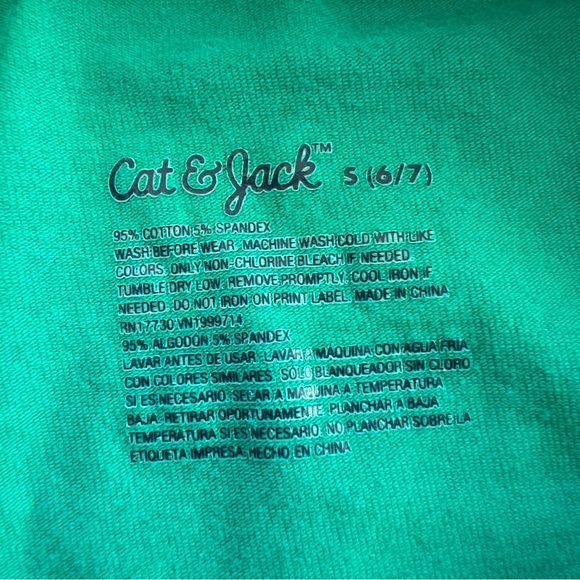 Cat & Jack™ S (6/7)
95% COTTON 5% SPANDEX
WASH BEFORE WEAR. MACHINE WASH COLD WITH LIKE
COLORS. ONLY NON-CHLORINE BLEACH IF NEEDED.
TUMBLE DRY LOW. REMOVE PROMPTLY. COOL IRON IF
NEEDED. DO NOT IRON ON PRINT LABEL. MADE IN CHINA
RN17730 VN1999714
95% ALGODÓN 5% SPANDEX
LAVAR ANTES DE USAR. LAVAR A MAQUINA CON AGUA FRIA
CON COLORES SIMILARES. SOLO BLANQUEADOR SIN CLORO
SI ES NECESARIO. SECAR A MAQUINA A TEMPERATURA
BAJA. RETIRAR OPORTUNAMENTE. PLANCHAR A BAJA
TEMPERATURA SI ES NECESARIO. NO PLANCHAR SOBRE LA
ETIQUETA IMPRESA. HECHO EN CHINA